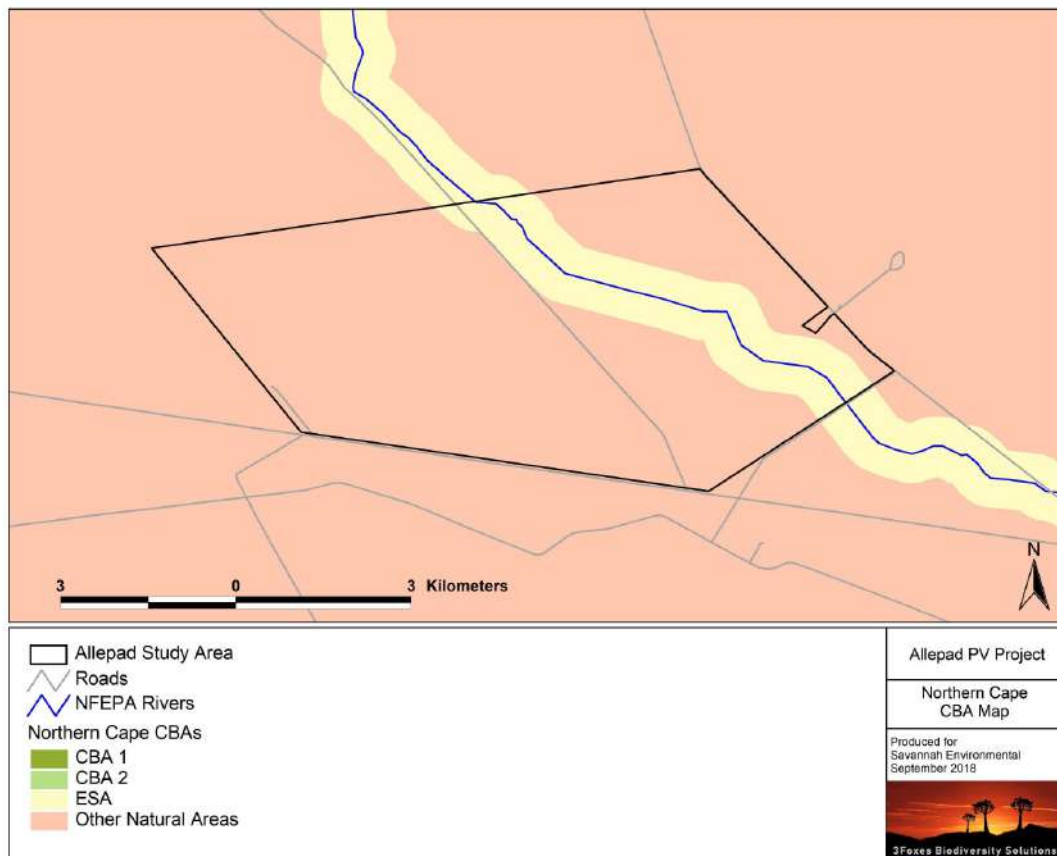 N
3 0 3 Kilometers
Allepad Study Area
Roads
NFEPA Rivers
Northern Cape CBAs
CBA 1
CBA 2
ESA
Other Natural Areas
Allepad PV Project
Northern Cape
CBA Map
Produced for
Savannah Environmental
September 2018
3Foxes Biodiversity Solutions